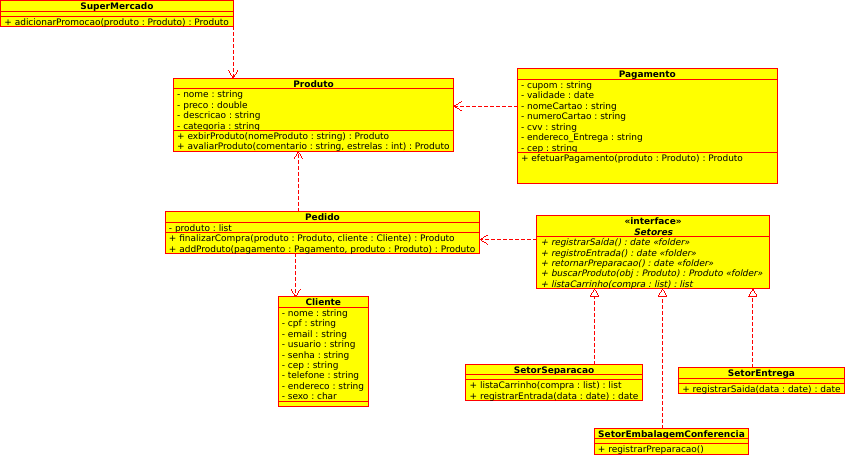 SuperMercado
+ adicionarPromocao(produto : Produto) : Produto
Produto
- nome : string
- preco : double
- descricao : string
- categoria : string
+ exbirProduto(nomeProduto : string) : Produto
+ avaliarProduto(comentario : string, estrelas : int) : Produto
Pagamento
- cupom : string
- validade : date
- nomeCartao : string
- numeroCartao : string
- cvv : string
- endereco_Entrega : string
- cep : string
+ efetuarPagamento(produto : Produto) : Produto
Pedido
- produto : list
+ finalizarCompra(produto : Produto, cliente : Cliente) : Produto
+ addProduto(pagamento : Pagamento, produto : Produto) : Produto
«interface»
Setores
+ registrarSaida() : date «folder»
+ registroEntrada() : date «folder»
+ retornarPreparacao() : date «folder»
+ buscarProduto(obj : Produto) : Produto «folder»
+ listaCarrinho(compra : list) : list
Cliente
- nome : string
- cpf : string
- email : string
- usuario : string
- senha : string
- cep : string
- telefone : string
- endereco : string
- sexo : char
SetorSeparacao
+ listaCarrinho(compra : list) : list
+ registrarEntrada(data : date) : date
SetorEntrega
+ registrarSaida(data : date) : date
SetorEmbalagemConferencia
+ registrarPreparacao()